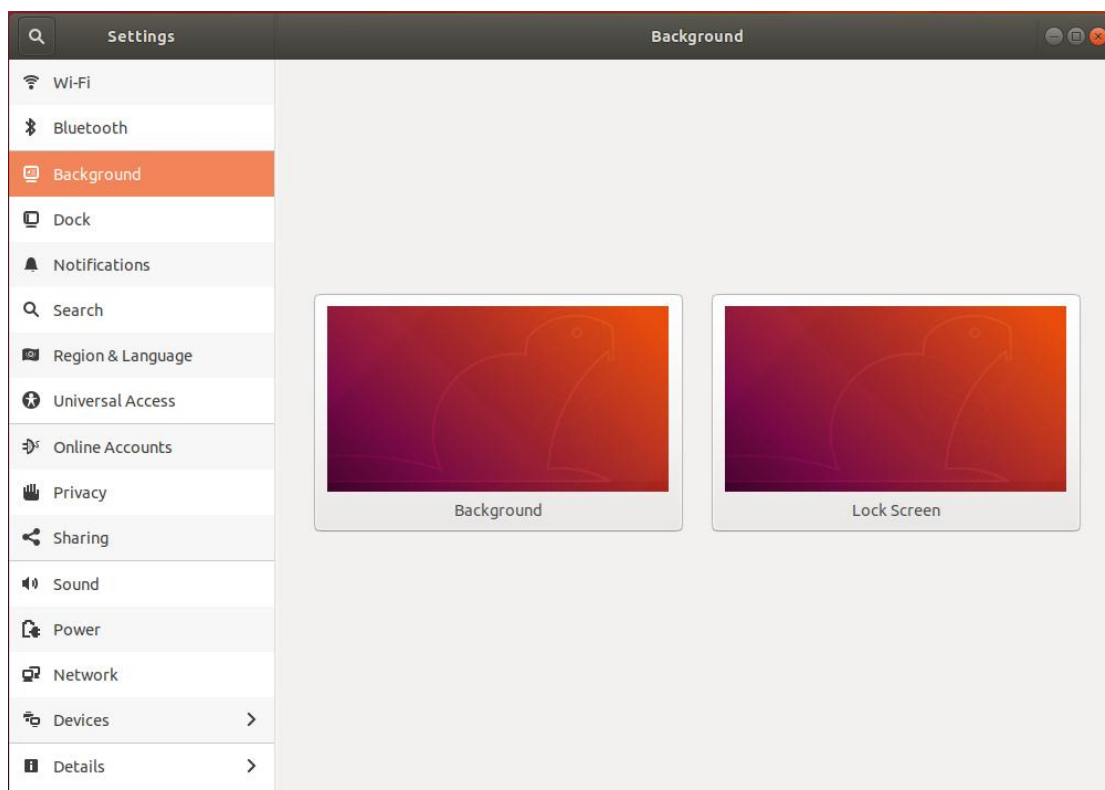 Settings
Background
Wi-Fi
Bluetooth
Background
Dock
Notifications
Search
Region & Language
Universal Access
Online Accounts
Privacy
Sharing
Sound
Power
Network
Devices
Details
Background
Lock Screen